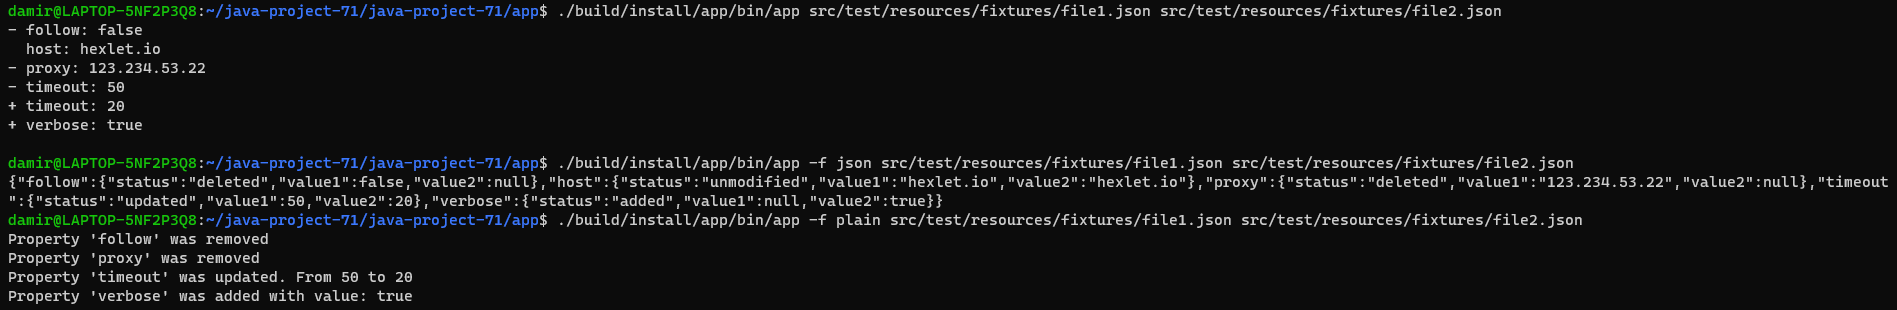 damir@LAPTOP-5NF2P3Q8:~/java-project-71/java-project-71/app$ ./build/install/app/bin/app src/test/resources/fixtures/file1.json src/test/resources/fixtures/file2.json
- follow: false
  host: hexlet.io
- proxy: 123.234.53.22
- timeout: 50
+ timeout: 20
+ verbose: true
damir@LAPTOP-5NF2P3Q8:~/java-project-71/java-project-71/app$ ./build/install/app/bin/app -f json src/test/resources/fixtures/file1.json src/test/resources/fixtures/file2.json
{"follow":{"status":"deleted","value1":false,"value2":null},"host":{"status":"unmodified","value1":"hexlet.io","value2":"hexlet.io"},"proxy":{"status":"deleted","value1":"123.234.53.22","value2":null},"timeout
":{"status":"updated","value1":50,"value2":20},"verbose":{"status":"added","value1":null,"value2":true}}
damir@LAPTOP-5NF2P3Q8:~/java-project-71/java-project-71/app$ ./build/install/app/bin/app -f plain src/test/resources/fixtures/file1.json src/test/resources/fixtures/file2.json
Property 'follow' was removed
Property 'proxy' was removed
Property 'timeout' was updated. From 50 to 20
Property 'verbose' was added with value: true